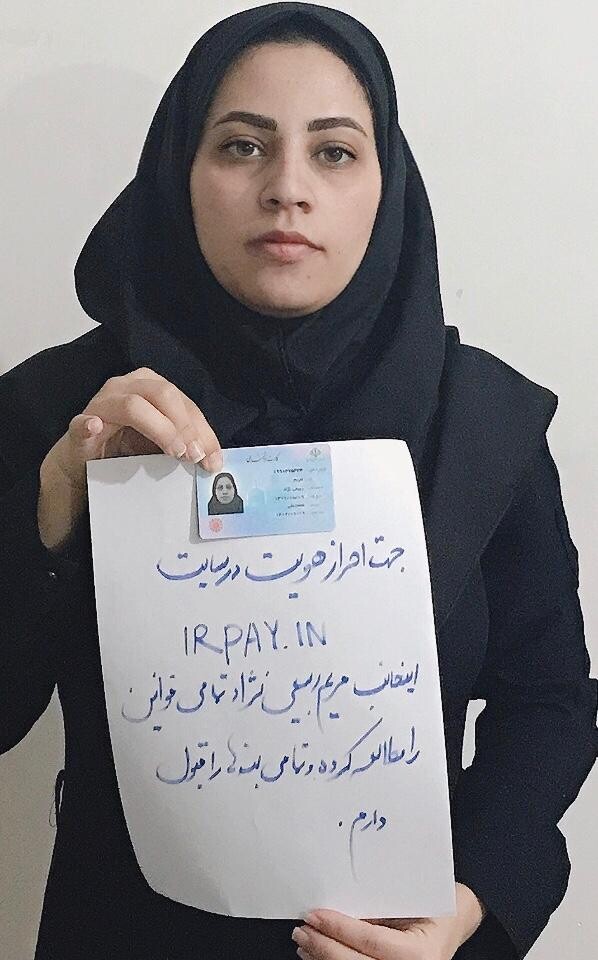 کارت شناسایی ملی
جهت احراز هویت در سایت
IRPAY.IN
اینجانب مریم ربیعی نژاد تمامی قوانین
را مطالعه کرده و تمامی بندها را قبول
دارم .